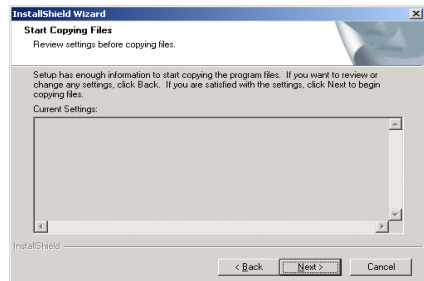 InstallShield Wizard
Start Copying Files
Review settings before copying files.
Setup has enough information to start copying the program files. If you want to review or
change any settings, click Back. If you are satisfied with the settings, click Next to begin
copying files.
Current Settings:
InstallShield
< Back
Next >
Cancel